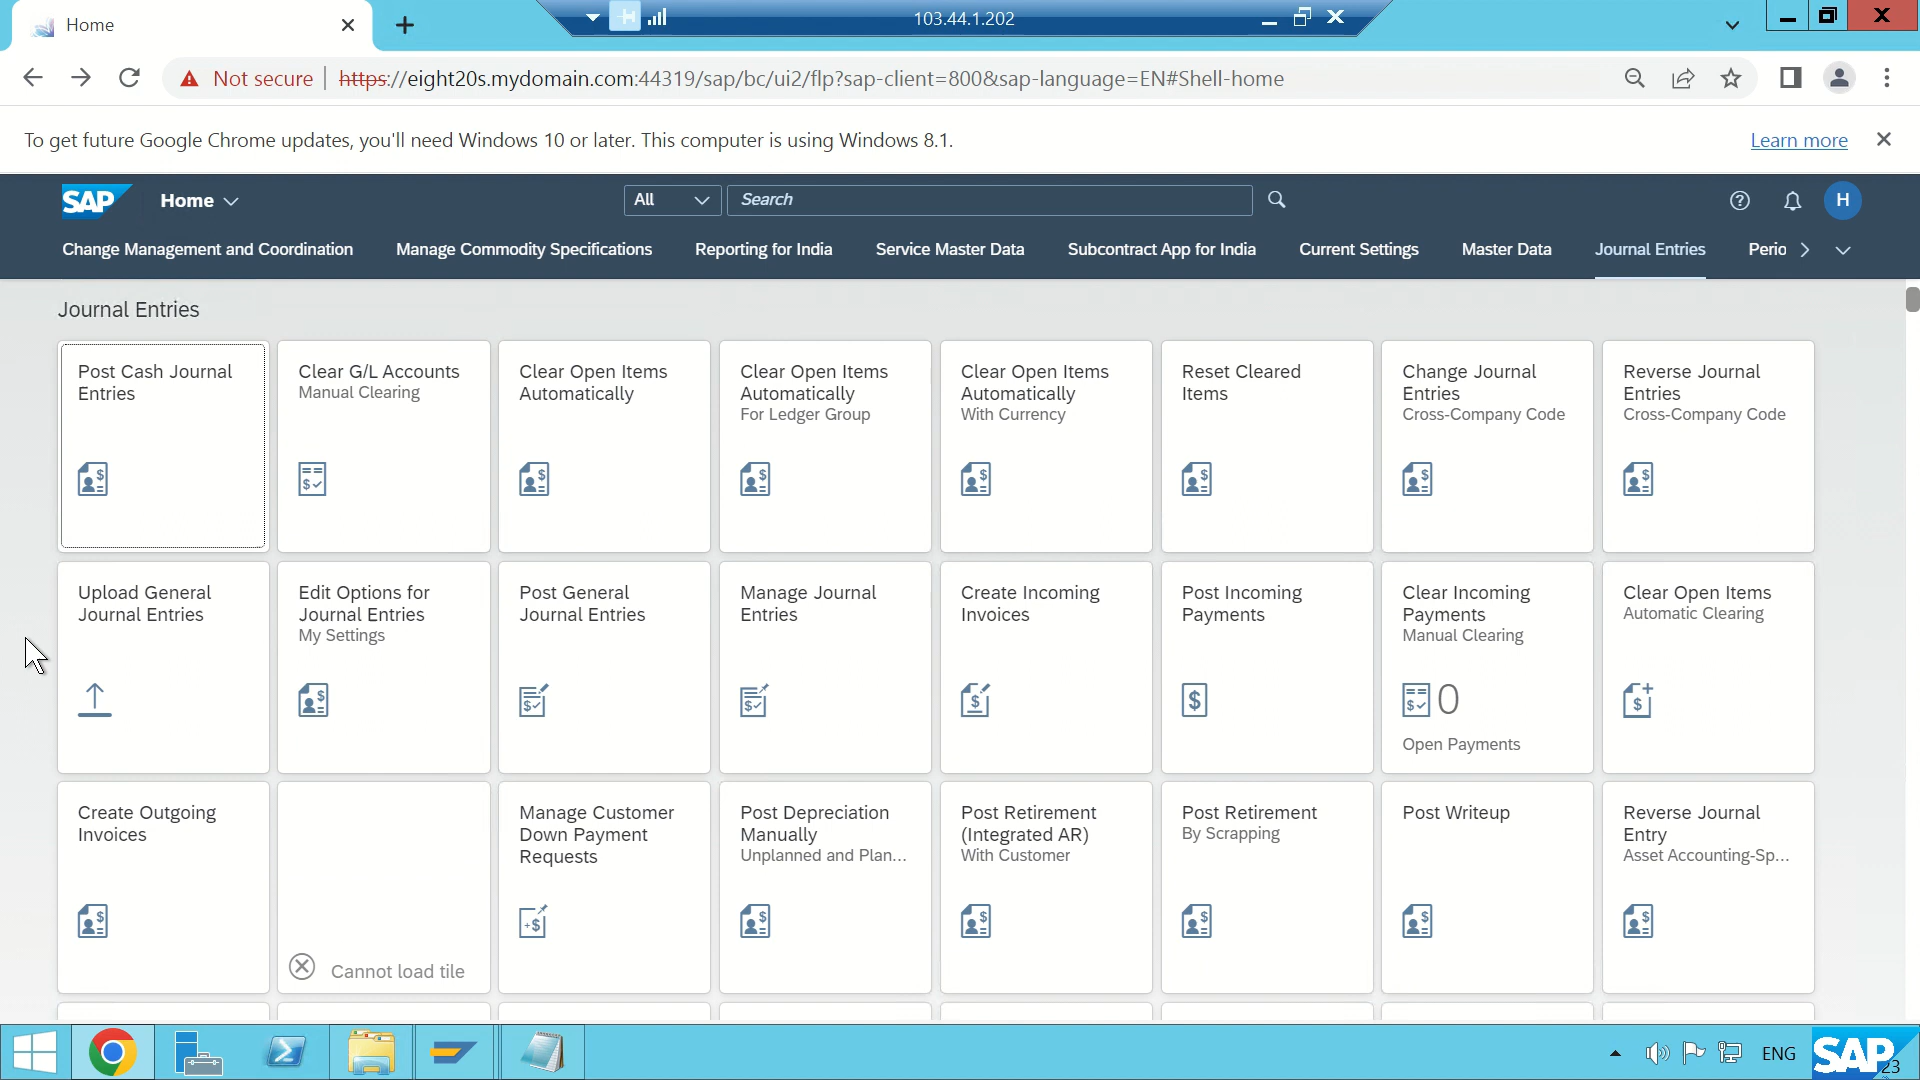 Home
103.44.1.202
Not secure https://eight20s.mydomain.com:44319/sap/bc/ui2/flp?sap-client=800&sap-language=EN#Shell-home
To get future Google Chrome updates, you'll need Windows 10 or later. This computer is using Windows 8.1.
Learn more
SAP Home All Search H
Change Management and Coordination Manage Commodity Specifications Reporting for India Service Master Data Subcontract App for India Current Settings Master Data Journal Entries Perio
Journal Entries
Post Cash Journal
Entries
Clear G/L Accounts
Manual Clearing
Clear Open Items
Automatically
Clear Open Items
Automatically
For Ledger Group
Clear Open Items
Automatically
With Currency
Reset Cleared
Items
Change Journal
Entries
Cross-Company Code
Reverse Journal
Entries
Cross-Company Code
Upload General
Journal Entries
Edit Options for
Journal Entries
My Settings
Post General
Journal Entries
Manage Journal
Entries
Create Incoming
Invoices
Post Incoming
Payments
Clear Incoming
Payments
Manual Clearing
0
Open Payments
Clear Open Items
Automatic Clearing
Create Outgoing
Invoices
Cannot load tile
Manage Customer
Down Payment
Requests
Post Depreciation
Manually
Unplanned and Plan...
Post Retirement
(Integrated AR)
With Customer
Post Retirement
By Scrapping
Post Writeup
Reverse Journal
Entry
Asset Accounting-Sp...
ENG
SAP
23